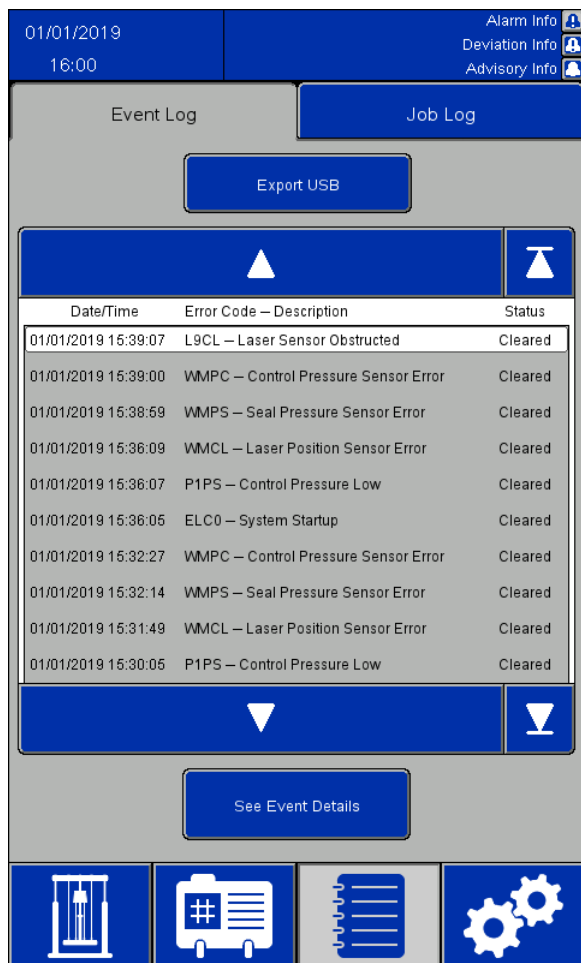 01/01/2019
16:00
Alarm Info
Deviation Info
Advisory Info
Event Log
Job Log
Export USB
Date/Time Error Code – Description Status
01/01/2019 15:39:07 L9CL – Laser Sensor Obstructed Cleared
01/01/2019 15:39:00 WMPC – Control Pressure Sensor Error Cleared
01/01/2019 15:38:59 WMPS – Seal Pressure Sensor Error Cleared
01/01/2019 15:36:09 WMCL – Laser Position Sensor Error Cleared
01/01/2019 15:36:07 P1PS – Control Pressure Low Cleared
01/01/2019 15:36:05 ELC0 – System Startup Cleared
01/01/2019 15:32:27 WMPC – Control Pressure Sensor Error Cleared
01/01/2019 15:32:14 WMPS – Seal Pressure Sensor Error Cleared
01/01/2019 15:31:49 WMCL – Laser Position Sensor Error Cleared
01/01/2019 15:30:05 P1PS – Control Pressure Low Cleared
See Event Details
#